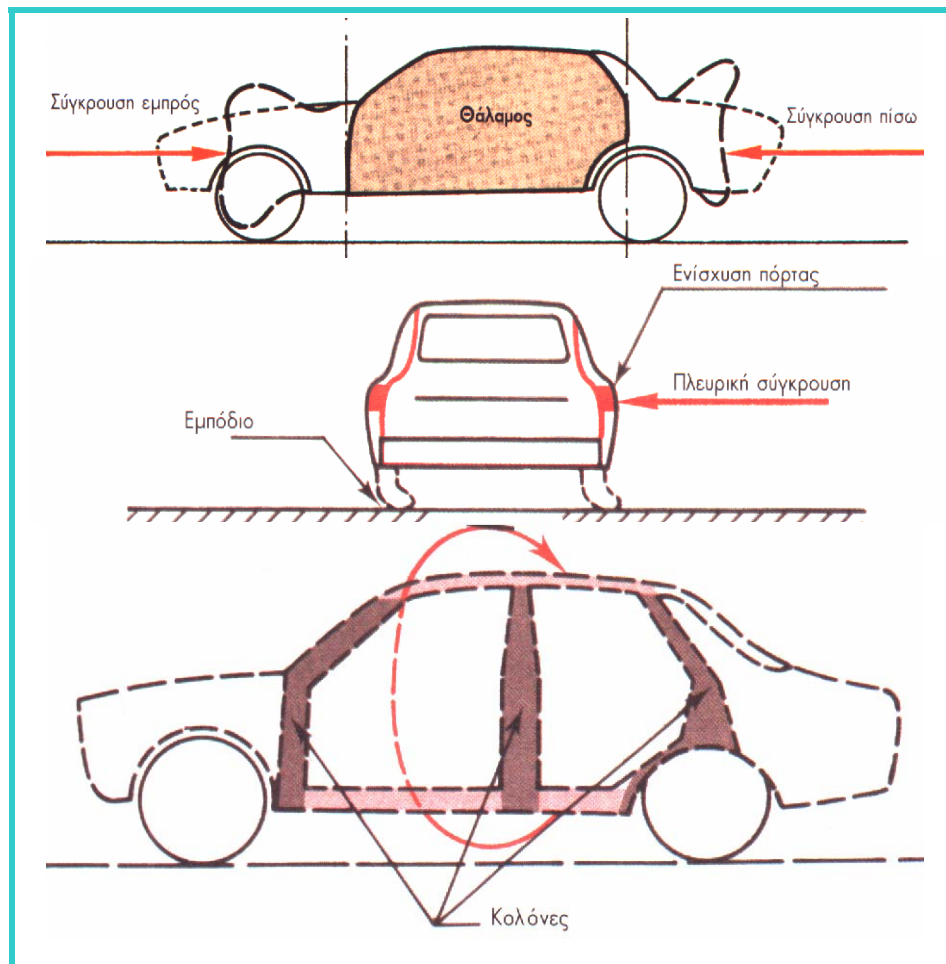 Σύγκρουση εμπρός
Θάλαμος
Σύγκρουση πίσω
Ενίσχυση πόρτας
Πλευρική σύγκρουση
Εμπόδιο
Κολόνες